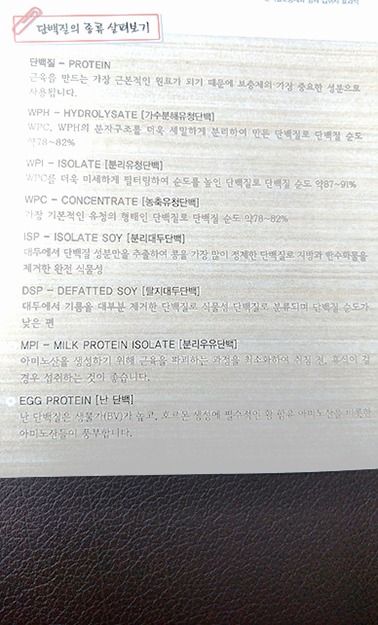 단백질의 종류 살펴보기
단백질 - PROTEIN
근육을 만드는 가장 근본적인 원료가 되기 때문에 보충제의 가장 중요한 성분으로
사용됩니다.
WPH - HYDROLYSATE [가수분해유청단백]
WPC, WPH의 분자구조를 더욱 세밀하게 분리하여 만든 단백질로 단백질 순도
약78~82%
WPI - ISOLATE [분리유청단백]
WPC를 더욱 미세하게 필터링하여 순도를 높인 단백질로 단백질 순도 약87~91%
WPC - CONCENTRATE [농축유청단백]
가장 기본적인 유청의 형태인 단백질로 단백질 순도 약78~82%
ISP - ISOLATE SOY [분리대두단백]
대두에서 단백질 성분만을 추출하여 콩을 가장 많이 정제한 단백질로 지방과 탄수화물을
제거한 완전 식물성
DSP - DEFATTED SOY [탈지대두단백]
대두에서 기름을 대부분 제거한 단백질로 식물성 단백질로 분류되며 단백질 순도가
낮은 편
MPI - MILK PROTEIN ISOLATE [분리우유단백]
아미노산을 생성하기 위해 근육을 파괴하는 과정을 최소화하여 취침 전, 휴식이 길
경우 섭취하는 것이 좋습니다.
EGG PROTEIN [난 단백]
난 단백질은 생물가(BV)가 높고, 호르몬 생성에 필수적인 황 함유 아미노산을 비롯한
아미노산들이 풍부합니다.